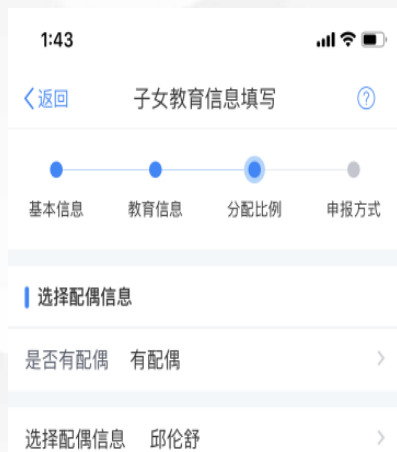 1:43
返回 子女教育信息填写 ?
基本信息 教育信息 分配比例 申报方式
选择配偶信息
是否有配偶 有配偶
选择配偶信息 邱伦舒